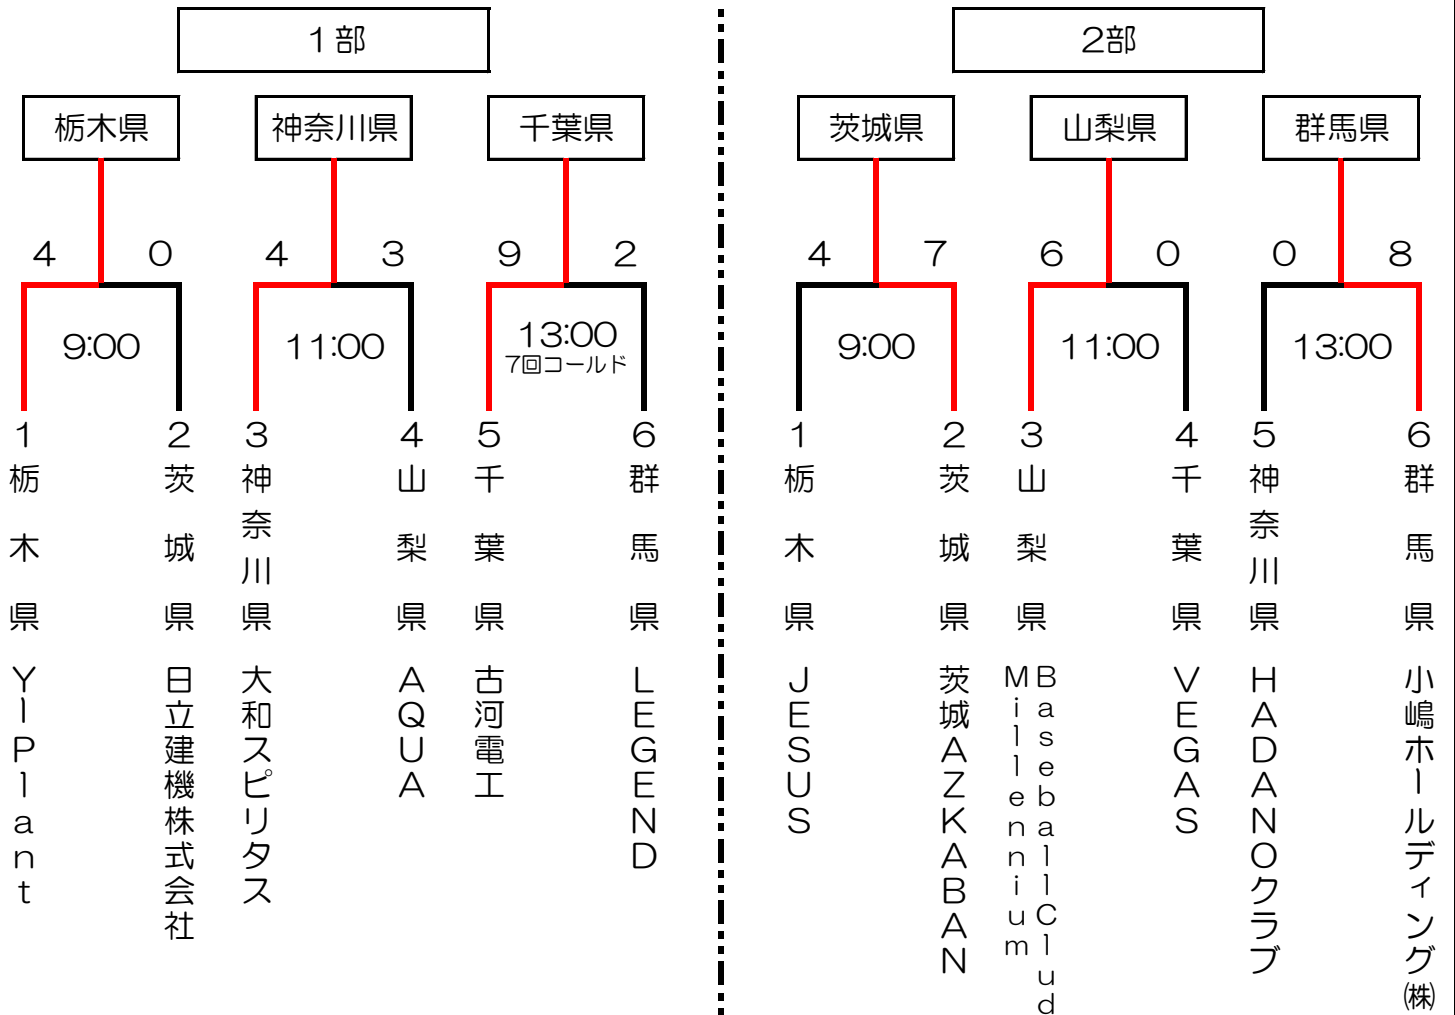 1部
2部
栃木県
神奈川県
千葉県
茨城県
山梨県
群馬県
4 0
4 3
9 2
4 7
6 0
0 8
9:00
11:00
13:00
7回コールド
9:00
11:00
13:00
1
栃木県
YーPlant
2
茨城県
日立建機株式会社
3
神奈川県
大和スピリタス
4
山梨県
AQUA
5
千葉県
古河電工
6
群馬県
LEGEND
1
栃木県
JESUS
2
茨城県
茨城AZKABAN
3
山梨県
Millennium
BaseballClud
4
千葉県
VEGAS
5
神奈川県
HADANOクラブ
6
群馬県
小嶋ホールディング㈱